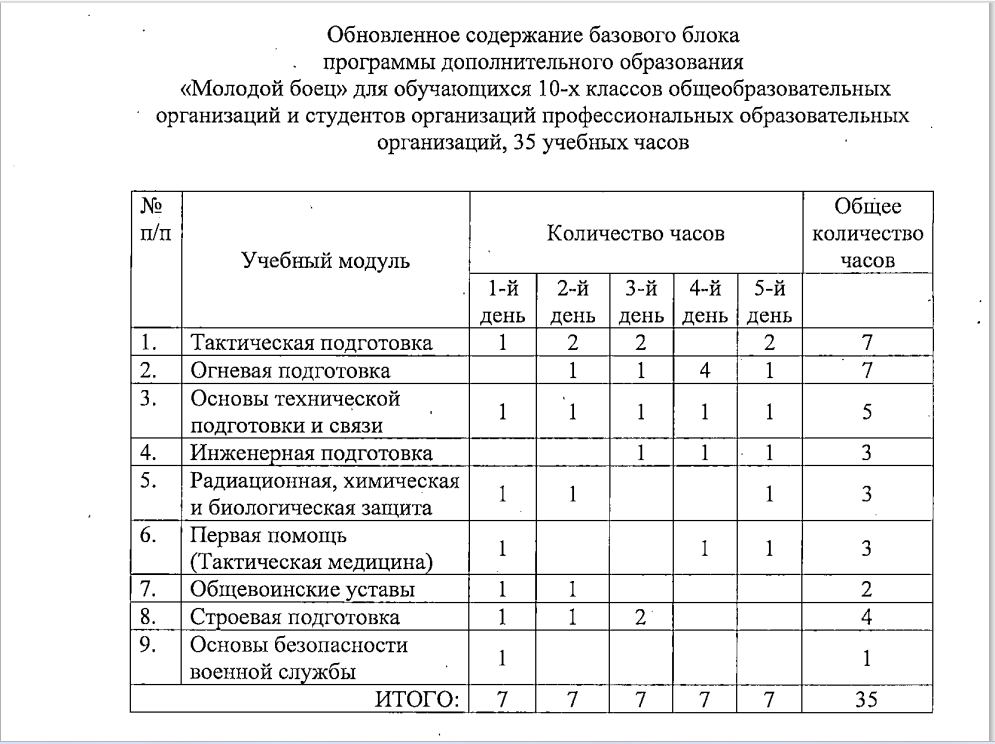 Обновленное содержание базового блока
программы дополнительного образования
«Молодой боец» для обучающихся 10-х классов общеобразовательных
организаций и студентов организаций профессиональных образовательных
организаций, 35 учебных часов
№ п/п Учебный модуль Количество часов Общее количество часов
1-й день 2-й день 3-й день 4-й день 5-й день
1. Тактическая подготовка 1 2 2 2 7
2. Огневая подготовка 1 1 4 1 7
3. Основы технической
подготовки и связи 1 1 1 1 1 5
4. Инженерная подготовка 1 1 1 3
5. Радиационная, химическая
и биологическая защита 1 1 1 3
6. Первая помощь
(Тактическая медицина) 1 1 1 3
7. Общевоинские уставы 1 1 2
8. Строевая подготовка 1 1 2 4
9. Основы безопасности
военной службы 1 1
ИТОГО: 7 7 7 7 7 35